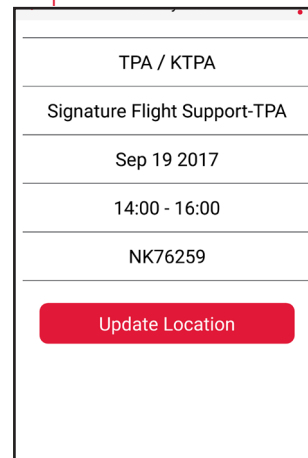 TPA / KTPA
Signature Flight Support-TPA
Sep 19 2017
14:00 - 16:00
NK76259
Update Location